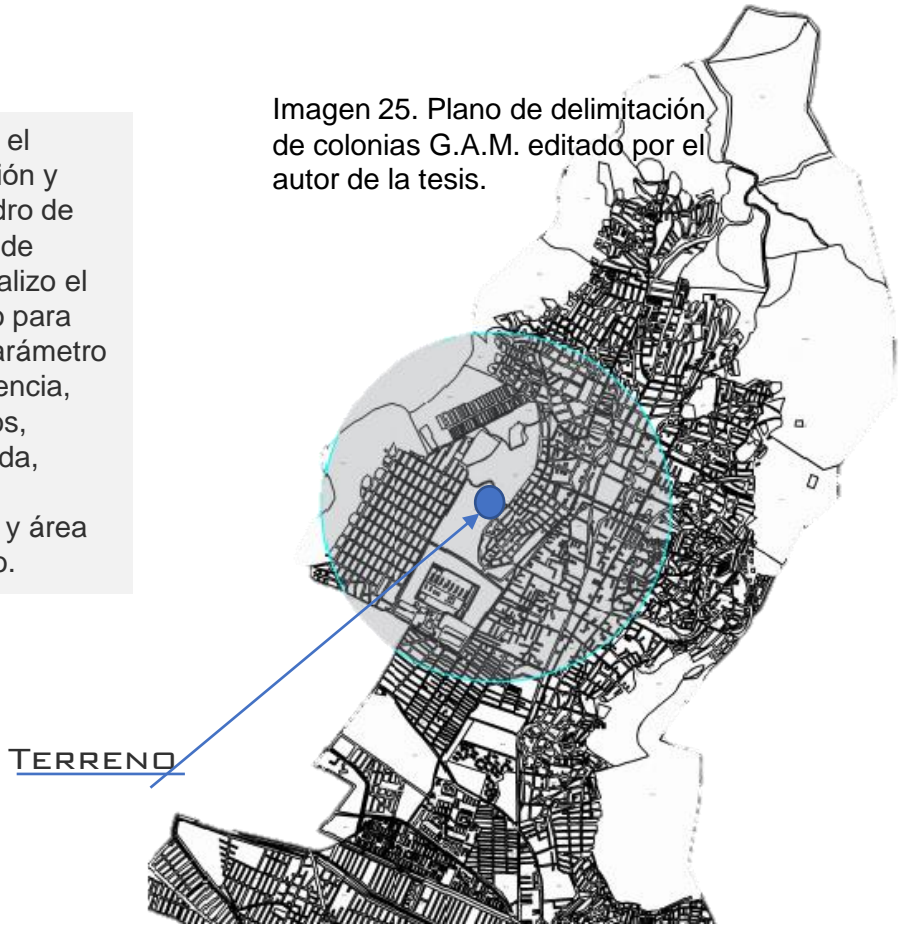 Imagen 25. Plano de delimitación
de colonias G.A.M. editado por el
autor de la tesis.
el
ión y
dro de
de
alizo el
o para
arámetro
encia,
os,
da,
y área
o.
TERRENO